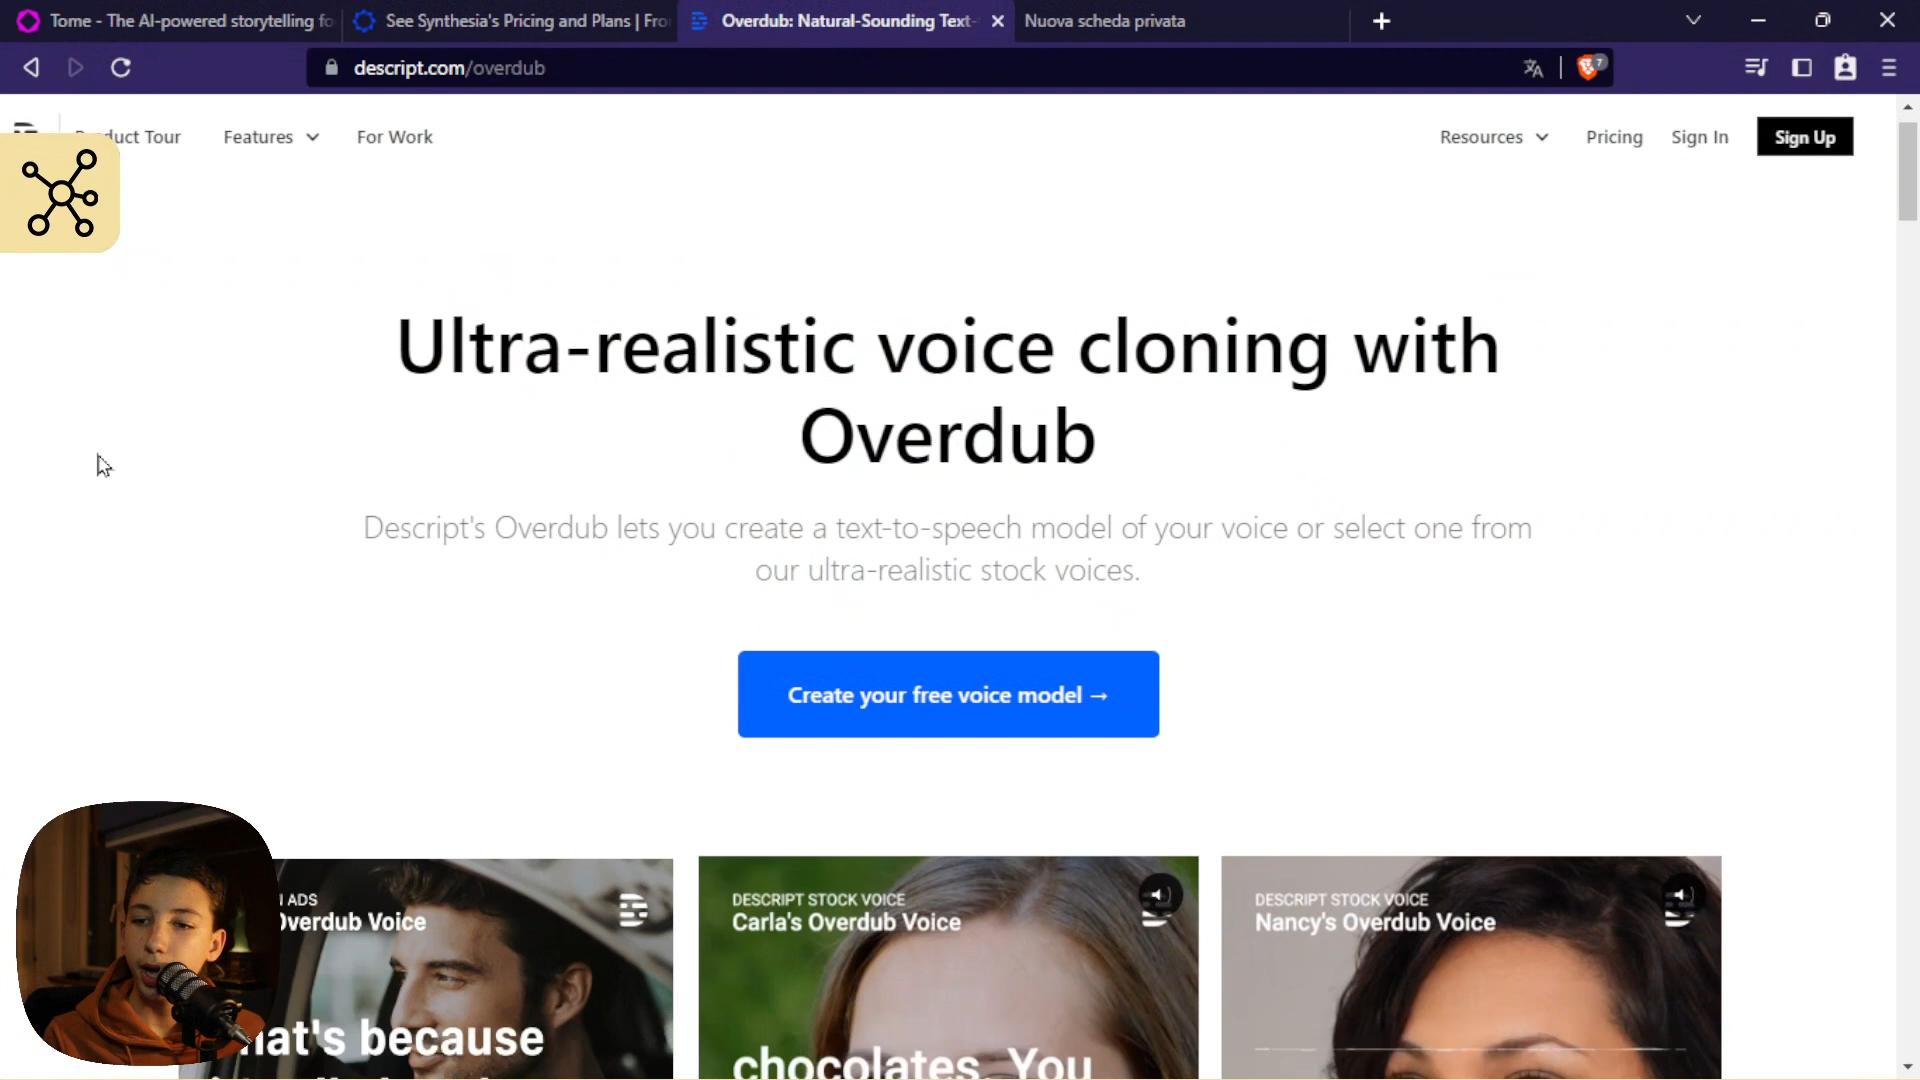 Tome - The AI-powered storytelling fo
See Synthesia's Pricing and Plans | Fro
Overdub: Natural-Sounding Text-
Nuova scheda privata
descript.com/overdub
7
duct Tour
Features
For Work
Resources
Pricing
Sign In
Sign Up
Ultra-realistic voice cloning with
Overdub
Descript's Overdub lets you create a text-to-speech model of your voice or select one from
our ultra-realistic stock voices.
Create your free voice model →
ADS
Overdub Voice
hat's because
DESCRIPT STOCK VOICE
Carla's Overdub Voice
chocolates. You
DESCRIPT STOCK VOICE
Nancy's Overdub Voice